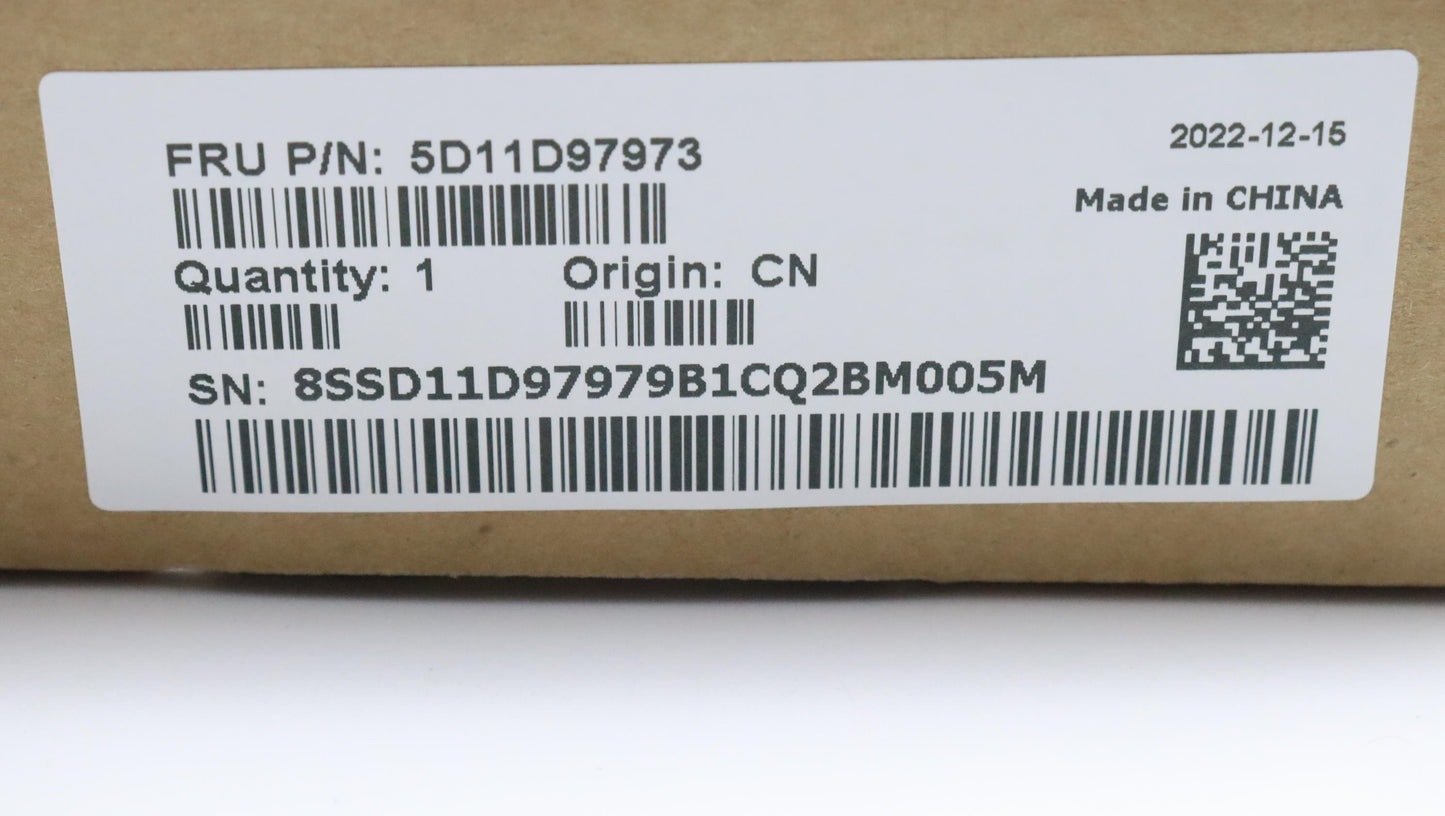 FRU P/N: 5D11D97973
2022-12-15
Made in CHINA
Quantity: 1 Origin: CN
SN: 8SSD11D97979B1CQ2BM005M